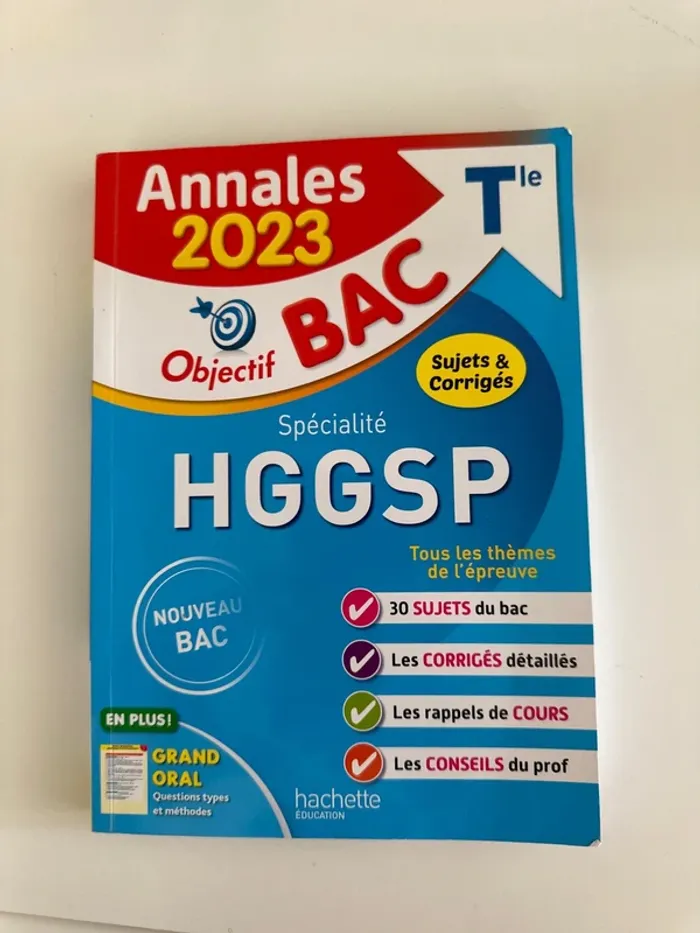 Annales
2023
Tle
Objectif
BAC
Sujets &
Corrigés
Spécialité
HGGSP
Tous les thèmes
de l'épreuve
NOUVEAU
BAC
30 SUJETS du bac
Les CORRIGÉS détaillés
Les rappels de COURS
Les CONSEILS du prof
EN PLUS !
GRAND
ORAL
Questions types
et méthodes
hachette
ÉDUCATION